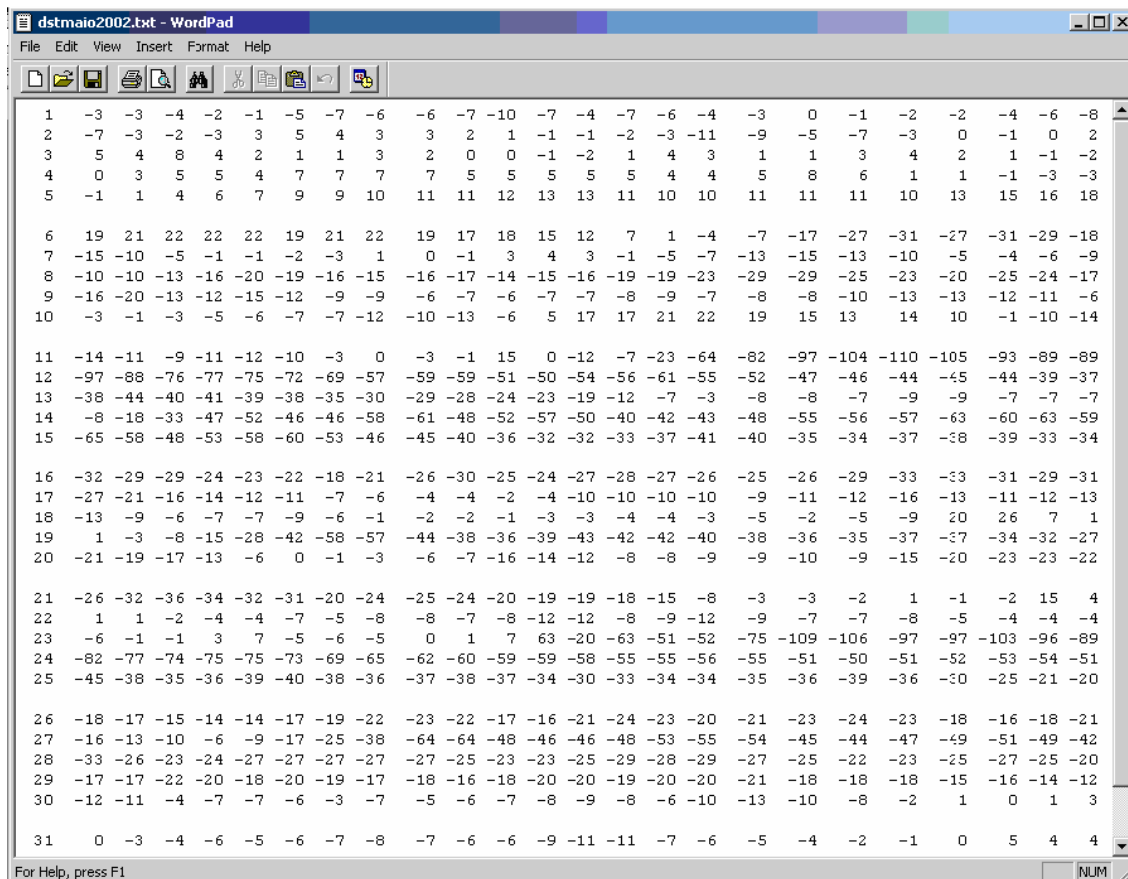 dstmaio2002.txt - WordPad
File Edit View Insert Format Help
1 -3 -3 -4 -2 -1 -5 -7 -6 -6 -7 -10 -7 -4 -7 -6 -4 -3 0 -1 -2 -2 -4 -6 -8
2 -7 -3 -2 -3 3 5 4 3 3 2 1 -1 -1 -2 -3 -11 -9 -5 -7 -3 0 -1 0 2
3 5 4 8 4 2 1 1 3 2 0 0 -1 -2 1 4 3 1 1 3 4 2 1 -1 -2
4 0 3 5 5 4 7 7 7 7 5 5 5 5 5 4 4 5 8 6 1 1 -1 -3 -3
5 -1 1 4 6 7 9 9 10 11 11 12 13 13 11 10 10 11 11 11 10 13 15 16 18
6 19 21 22 22 22 19 21 22 19 17 18 15 12 7 1 -4 -7 -17 -27 -31 -27 -31 -29 -18
7 -15 -10 -5 -1 -1 -2 -3 1 0 -1 3 4 3 -1 -5 -7 -13 -15 -13 -10 -5 -4 -6 -9
8 -10 -10 -13 -16 -20 -19 -16 -15 -16 -17 -14 -15 -16 -19 -19 -23 -29 -29 -25 -23 -20 -25 -24 -17
9 -16 -20 -13 -12 -15 -12 -9 -9 -6 -7 -6 -7 -7 -8 -9 -7 -8 -8 -10 -13 -13 -12 -11 -6
10 -3 -1 -3 -5 -6 -7 -7 -12 -10 -13 -6 5 17 17 21 22 19 15 13 14 10 -1 -10 -14
11 -14 -11 -9 -11 -12 -10 -3 0 -3 -1 15 0 -12 -7 -23 -64 -82 -97 -104 -110 -105 -93 -89 -89
12 -97 -88 -76 -77 -75 -72 -69 -57 -59 -59 -51 -50 -54 -56 -61 -55 -52 -47 -46 -44 -45 -44 -39 -37
13 -38 -44 -40 -41 -39 -38 -35 -30 -29 -28 -24 -23 -19 -12 -7 -3 -8 -8 -7 -9 -9 -7 -7 -7
14 -8 -18 -33 -47 -52 -46 -46 -58 -61 -48 -52 -57 -50 -40 -42 -43 -48 -55 -56 -57 -63 -60 -63 -59
15 -65 -58 -48 -53 -58 -60 -53 -46 -45 -40 -36 -32 -32 -33 -37 -41 -40 -35 -34 -37 -38 -39 -33 -34
16 -32 -29 -29 -24 -23 -22 -18 -21 -26 -30 -25 -24 -27 -28 -27 -26 -25 -26 -29 -33 -33 -31 -29 -31
17 -27 -21 -16 -14 -12 -11 -7 -6 -4 -4 -2 -4 -10 -10 -10 -10 -9 -11 -12 -16 -13 -11 -12 -13
18 -13 -9 -6 -7 -7 -9 -6 -1 -2 -2 -1 -3 -3 -4 -4 -3 -5 -2 -5 -9 20 26 7 1
19 1 -3 -8 -15 -28 -42 -58 -57 -44 -38 -36 -39 -43 -42 -42 -40 -38 -36 -35 -37 -37 -34 -32 -27
20 -21 -19 -17 -13 -6 0 -1 -3 -6 -7 -16 -14 -12 -8 -8 -9 -9 -10 -9 -15 -20 -23 -23 -22
21 -26 -32 -36 -34 -32 -31 -20 -24 -25 -24 -20 -19 -19 -18 -15 -8 -3 -3 -2 1 -1 -2 15 4
22 1 1 -2 -4 -4 -7 -5 -8 -8 -7 -8 -12 -12 -8 -9 -12 -9 -7 -7 -8 -5 -4 -4 -4
23 -6 -1 -1 3 7 -5 -6 -5 0 1 7 63 -20 -63 -51 -52 -75 -109 -106 -97 -97 -103 -96 -89
24 -82 -77 -74 -75 -75 -73 -69 -65 -62 -60 -59 -59 -58 -55 -55 -56 -55 -51 -50 -51 -52 -53 -54 -51
25 -45 -38 -35 -36 -39 -40 -38 -36 -37 -38 -37 -34 -30 -33 -34 -34 -35 -36 -39 -36 -30 -25 -21 -20
26 -18 -17 -15 -14 -14 -17 -19 -22 -23 -22 -17 -16 -21 -24 -23 -20 -21 -23 -24 -23 -18 -16 -18 -21
27 -16 -13 -10 -6 -9 -17 -25 -38 -64 -64 -48 -46 -46 -48 -53 -55 -54 -45 -44 -47 -49 -51 -49 -42
28 -33 -26 -23 -24 -27 -27 -27 -27 -27 -25 -23 -23 -25 -29 -28 -29 -27 -25 -22 -23 -25 -27 -25 -20
29 -17 -17 -22 -20 -18 -20 -19 -17 -18 -16 -18 -20 -20 -19 -20 -20 -21 -18 -18 -18 -15 -16 -14 -12
30 -12 -11 -4 -7 -7 -6 -3 -7 -5 -6 -7 -8 -9 -8 -6 -10 -13 -10 -8 -2 1 0 1 3
31 0 -3 -4 -6 -5 -6 -7 -8 -7 -6 -6 -9 -11 -11 -7 -6 -5 -4 -2 -1 0 5 4 4
For Help, press F1
NUM